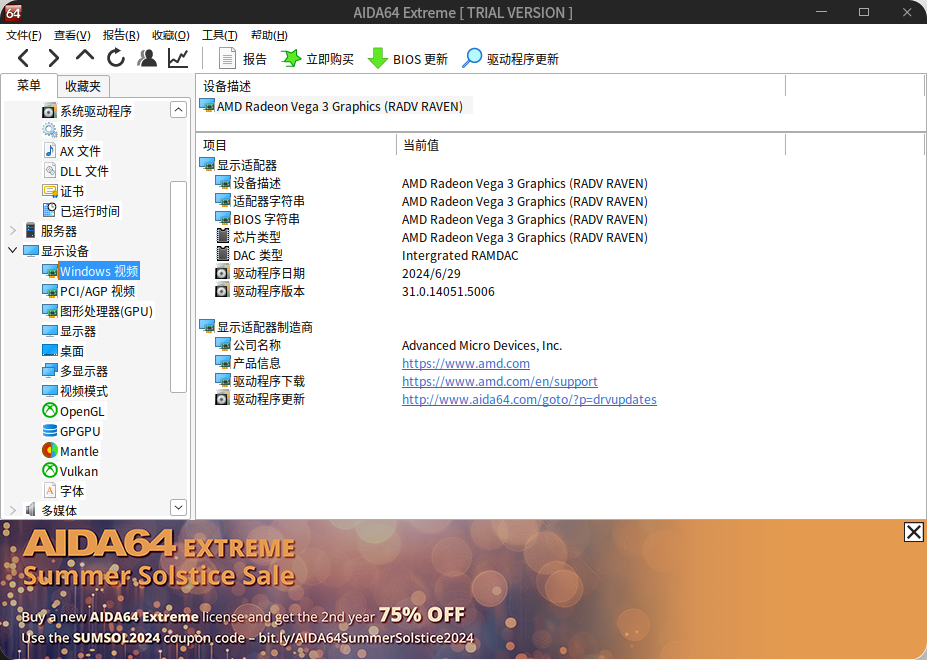 64
AIDA64 Extreme [ TRIAL VERSION ]
文件(F) 查看(V) 报告(R) 收藏(O) 工具(T) 帮助(H)
报告 立即购买 BIOS 更新 驱动程序更新
菜单 收藏夹
系统驱动程序
服务
AX 文件
DLL 文件
证书
已运行时间
服务器
显示设备
Windows 视频
PCI/AGP 视频
图形处理器(GPU)
显示器
桌面
多显示器
视频模式
OpenGL
GPGPU
Mantle
Vulkan
字体
多媒体
设备描述
AMD Radeon Vega 3 Graphics (RADV RAVEN)
项目 当前值
显示适配器
设备描述 AMD Radeon Vega 3 Graphics (RADV RAVEN)
适配器字符串 AMD Radeon Vega 3 Graphics (RADV RAVEN)
BIOS 字符串 AMD Radeon Vega 3 Graphics (RADV RAVEN)
芯片类型 AMD Radeon Vega 3 Graphics (RADV RAVEN)
DAC 类型 Intergrated RAMDAC
驱动程序日期 2024/6/29
驱动程序版本 31.0.14051.5006
显示适配器制造商
公司名称 Advanced Micro Devices, Inc.
产品信息 https://www.amd.com
驱动程序下载 https://www.amd.com/en/support
驱动程序更新 http://www.aida64.com/goto/?p=drvupdates
AIDA64 EXTREME
Summer Solstice Sale
Buy a new AIDA64 Extreme license and get the 2nd year 75% OFF
Use the SUMSOL2024 coupon code – bit.ly/AIDA64SummerSolstice2024